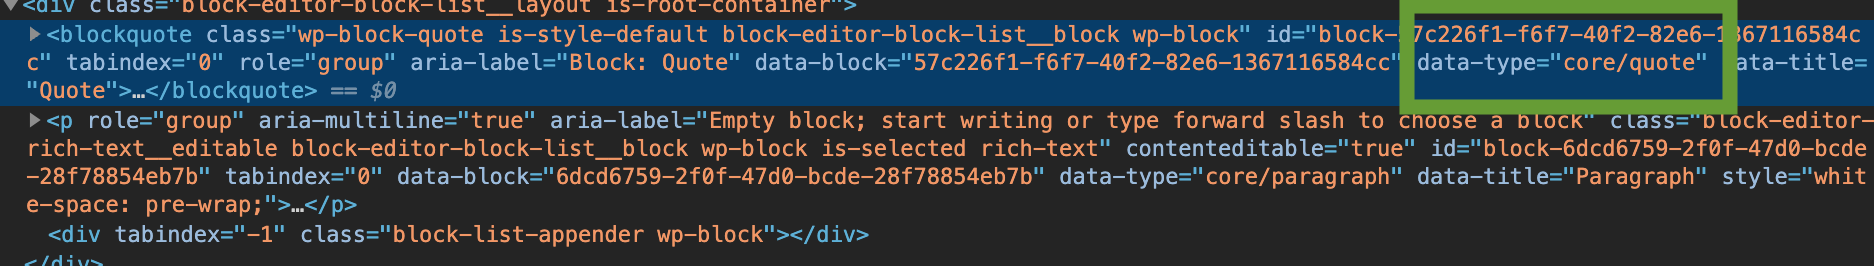 ▼<div class="block-editor-block-list__layout is-root-container">
▶<blockquote class="wp-block-quote is-style-default block-editor-block-list__block wp-block" id="block-57c226f1-f6f7-40f2-82e6-1367116584c
c" tabindex="0" role="group" aria-label="Block: Quote" data-block="57c226f1-f6f7-40f2-82e6-1367116584cc" data-type="core/quote" data-title=
"Quote">…</blockquote> == $0
▶<p role="group" aria-multiline="true" aria-label="Empty block; start writing or type forward slash to choose a block" class="block-editor-
rich-text__editable block-editor-block-list__block wp-block is-selected rich-text" contenteditable="true" id="block-6dcd6759-2f0f-47d0-bcde
-28f78854eb7b" tabindex="0" data-block="6dcd6759-2f0f-47d0-bcde-28f78854eb7b" data-type="core/paragraph" data-title="Paragraph" style="whit
e-space: pre-wrap;">…</p>
<div tabindex="-1" class="block-list-appender wp-block"></div>
</div>